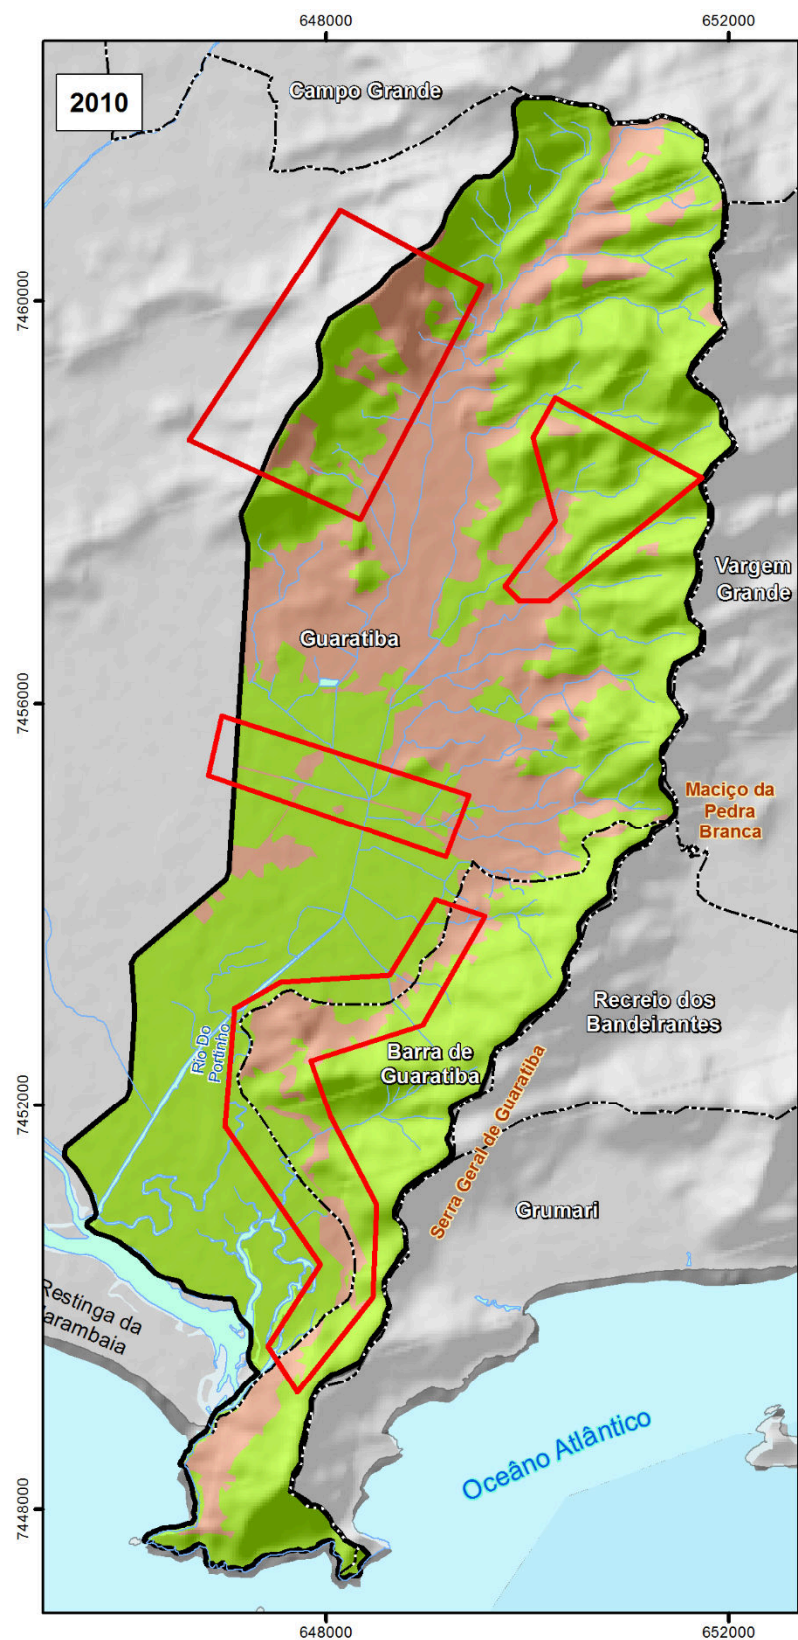 648000
652000
2010
Campo Grande
7460000
Vargem
Grande
Guaratiba
7456000
Maciço da
Pedra
Branca
Recreio dos
Bandeirantes
Rio Do
Portinho
Barra de
Guaratiba
7452000
Serra Geral de Guaratiba
Grumari
Restinga da
arambaia
Oceâno Atlântico
7448000
648000
652000